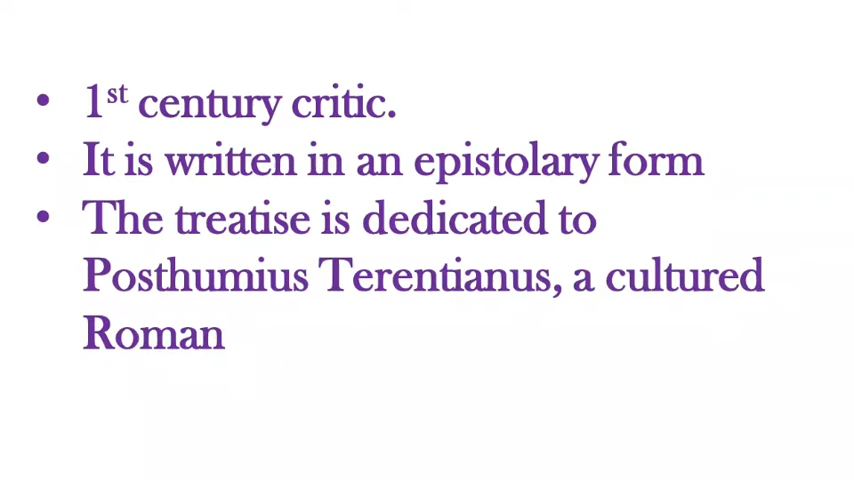 • 1st century critic.
• It is written in an epistolary form
• The treatise is dedicated to
Posthumius Terentianus, a cultured
Roman